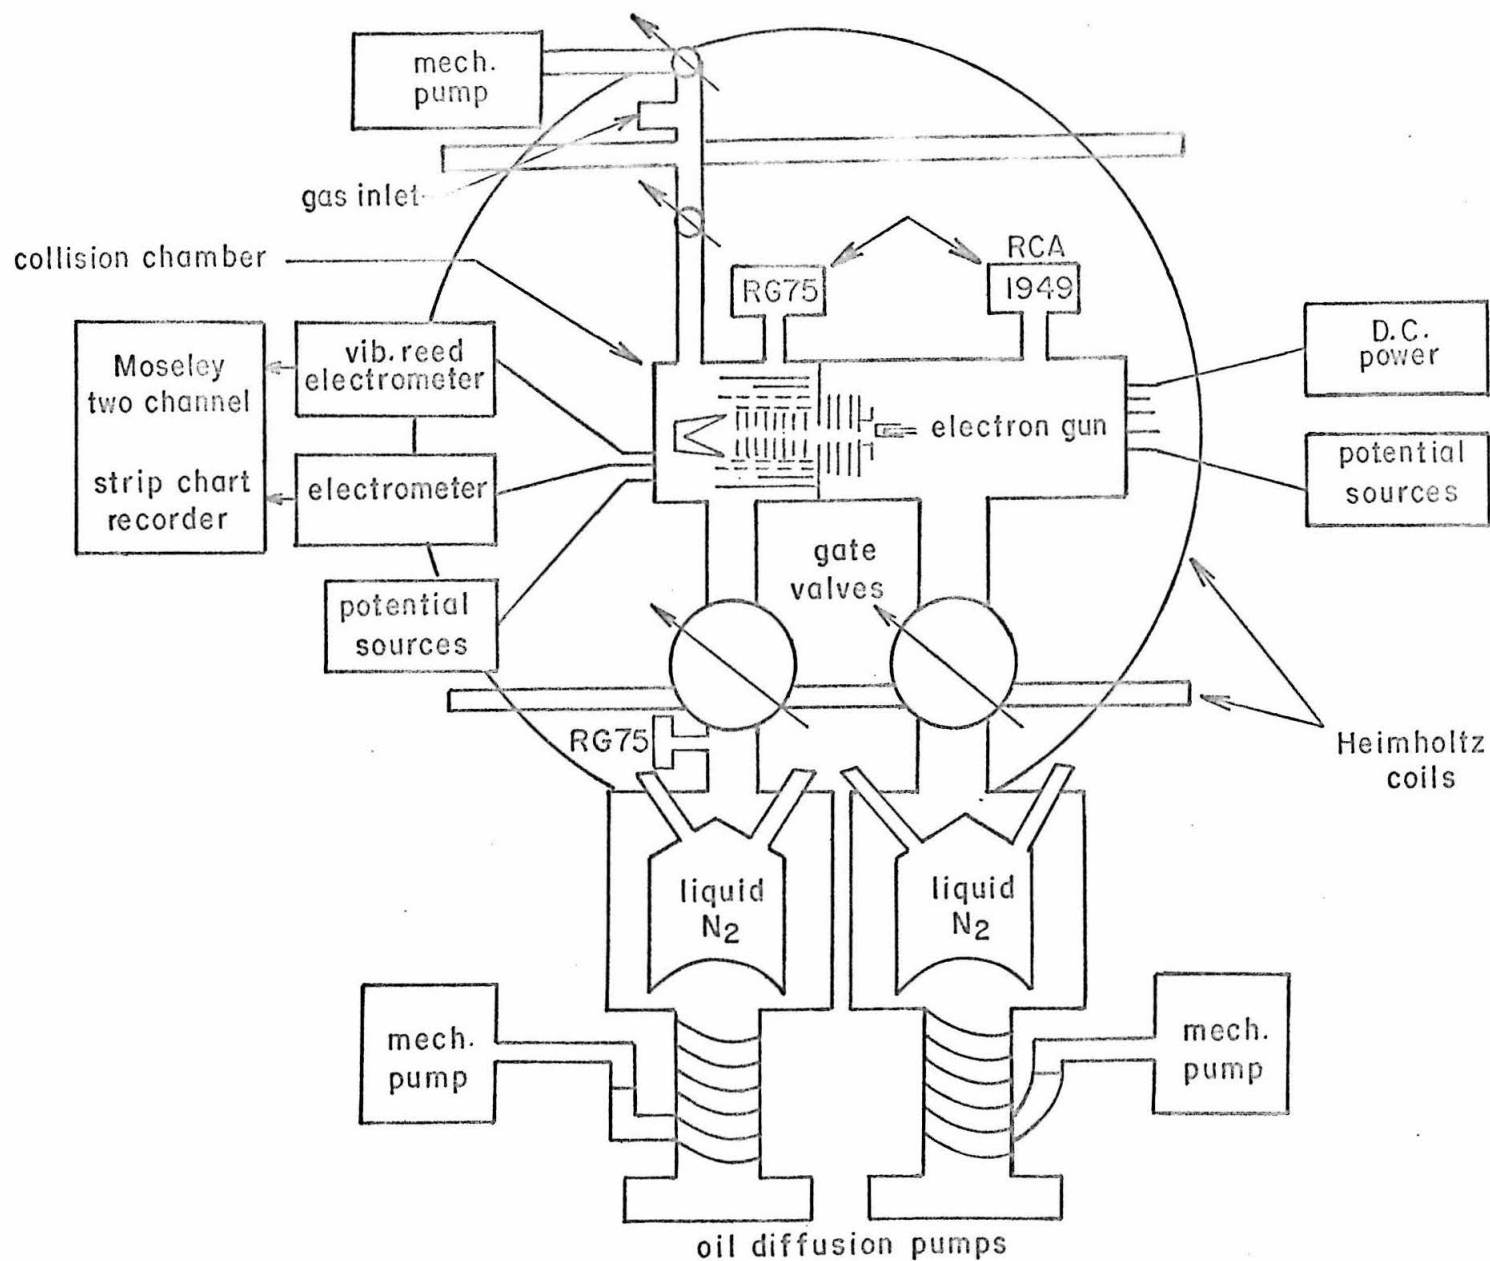 mech.
pump
gas inlet
collision chamber
RCA
1949
RG75
D.C.
power
Moseley
two channel
strip chart
recorder
vib. reed
electrometer
electron gun
electrometer
potential
sources
potential
sources
gate
valves
RG75
Heimholtz
coils
liquid
N2
liquid
N2
mech.
pump
mech.
pump
oil diffusion pumps